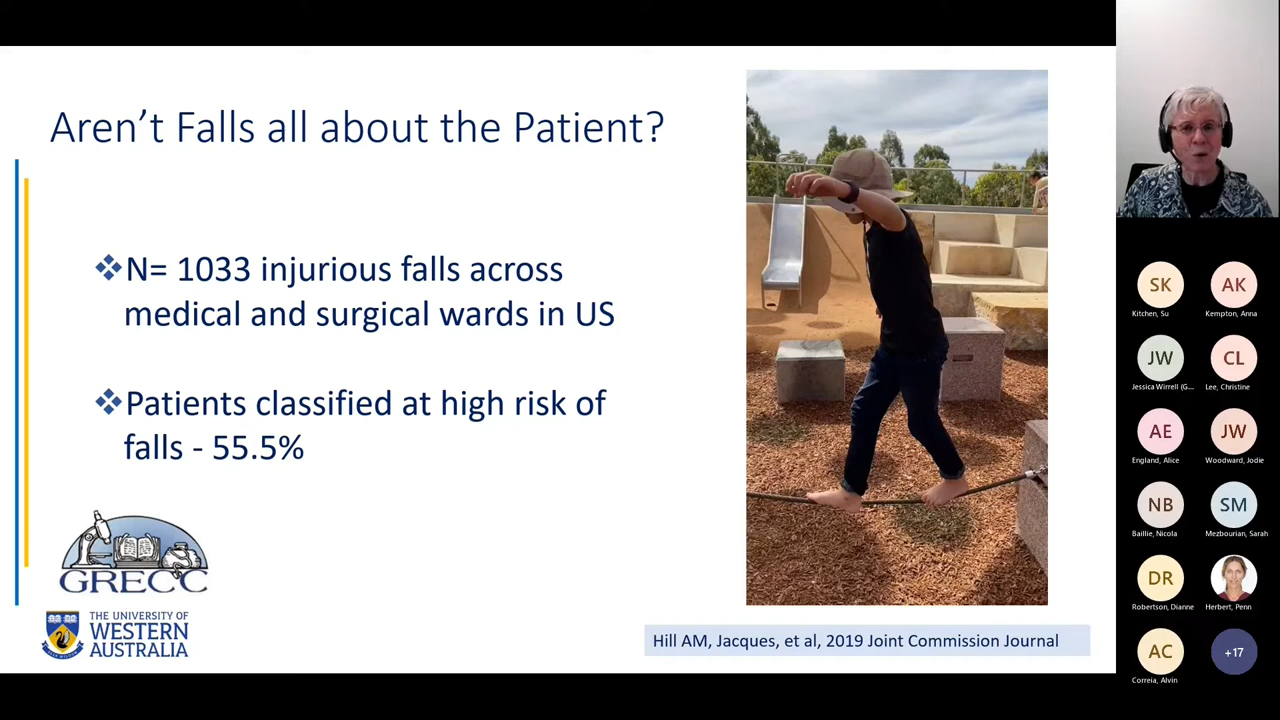 Aren’t Falls all about the Patient?
❖N= 1033 injurious falls across
medical and surgical wards in US
❖Patients classified at high risk of
falls - 55.5%
GRECC
THE UNIVERSITY OF
WESTERN
AUSTRALIA
Hill AM, Jacques, et al, 2019 Joint Commission Journal
SK
Kitchen, Su
AK
Kempton, Anna
JW
Jessica Wirrell (G...
CL
Lee, Christine
AE
England, Alice
JW
Woodward, Jodie
NB
Baillie, Nicola
SM
Mezbourian, Sarah
DR
Robertson, Dianne
Herbert, Penn
AC
Correia, Alvin
+17